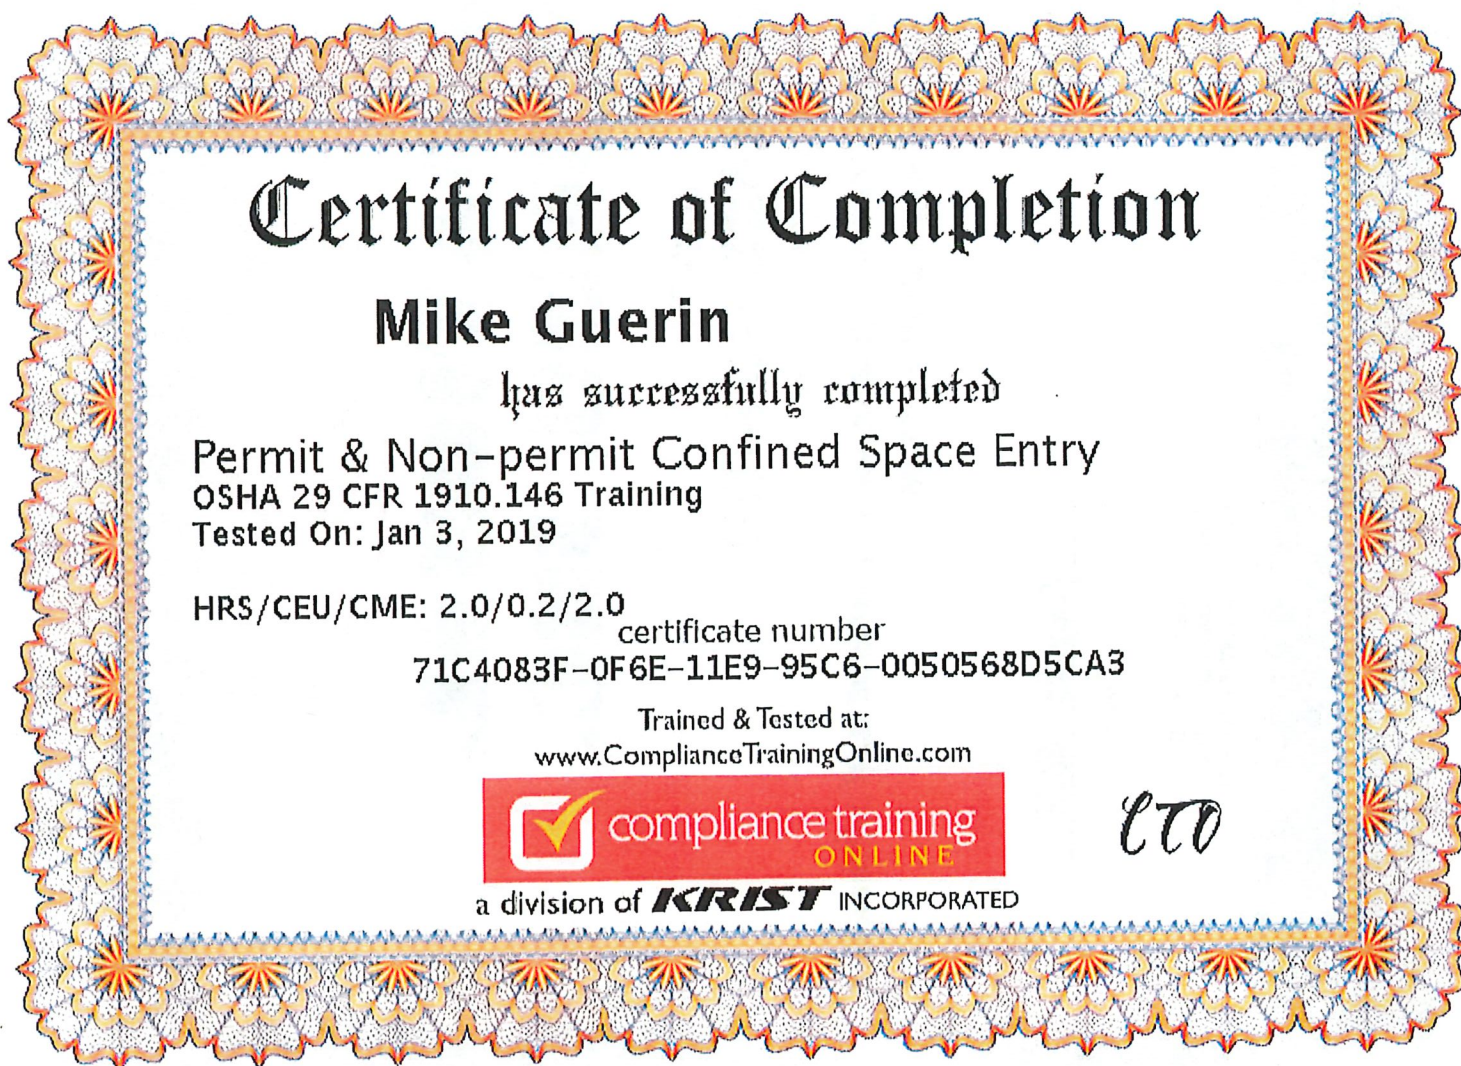 Certificate of Completion
Mike Guerin
has successfully completed
Permit & Non-permit Confined Space Entry
OSHA 29 CFR 1910.146 Training
Tested On: Jan 3, 2019
HRS/CEU/CME: 2.0/0.2/2.0
certificate number
71C4083F-0F6E-11E9-95C6-0050568D5CA3
Trained & Tested at:
www.ComplianceTrainingOnline.com
compliance training
ONLINE
CTO
a division of KRIST INCORPORATED